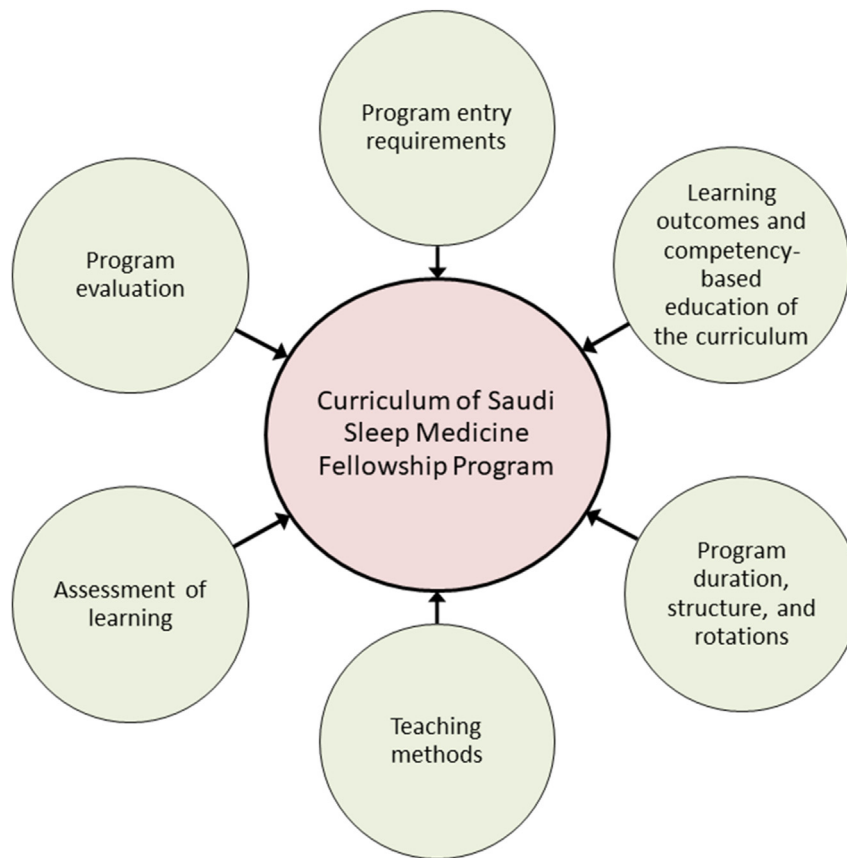 Program entry
requirements
Learning
outcomes and
competency-
based
education of
the curriculum
Program
evaluation
Curriculum of Saudi
Sleep Medicine
Fellowship Program
Program
duration,
structure, and
rotations
Assessment of
learning
Teaching
methods